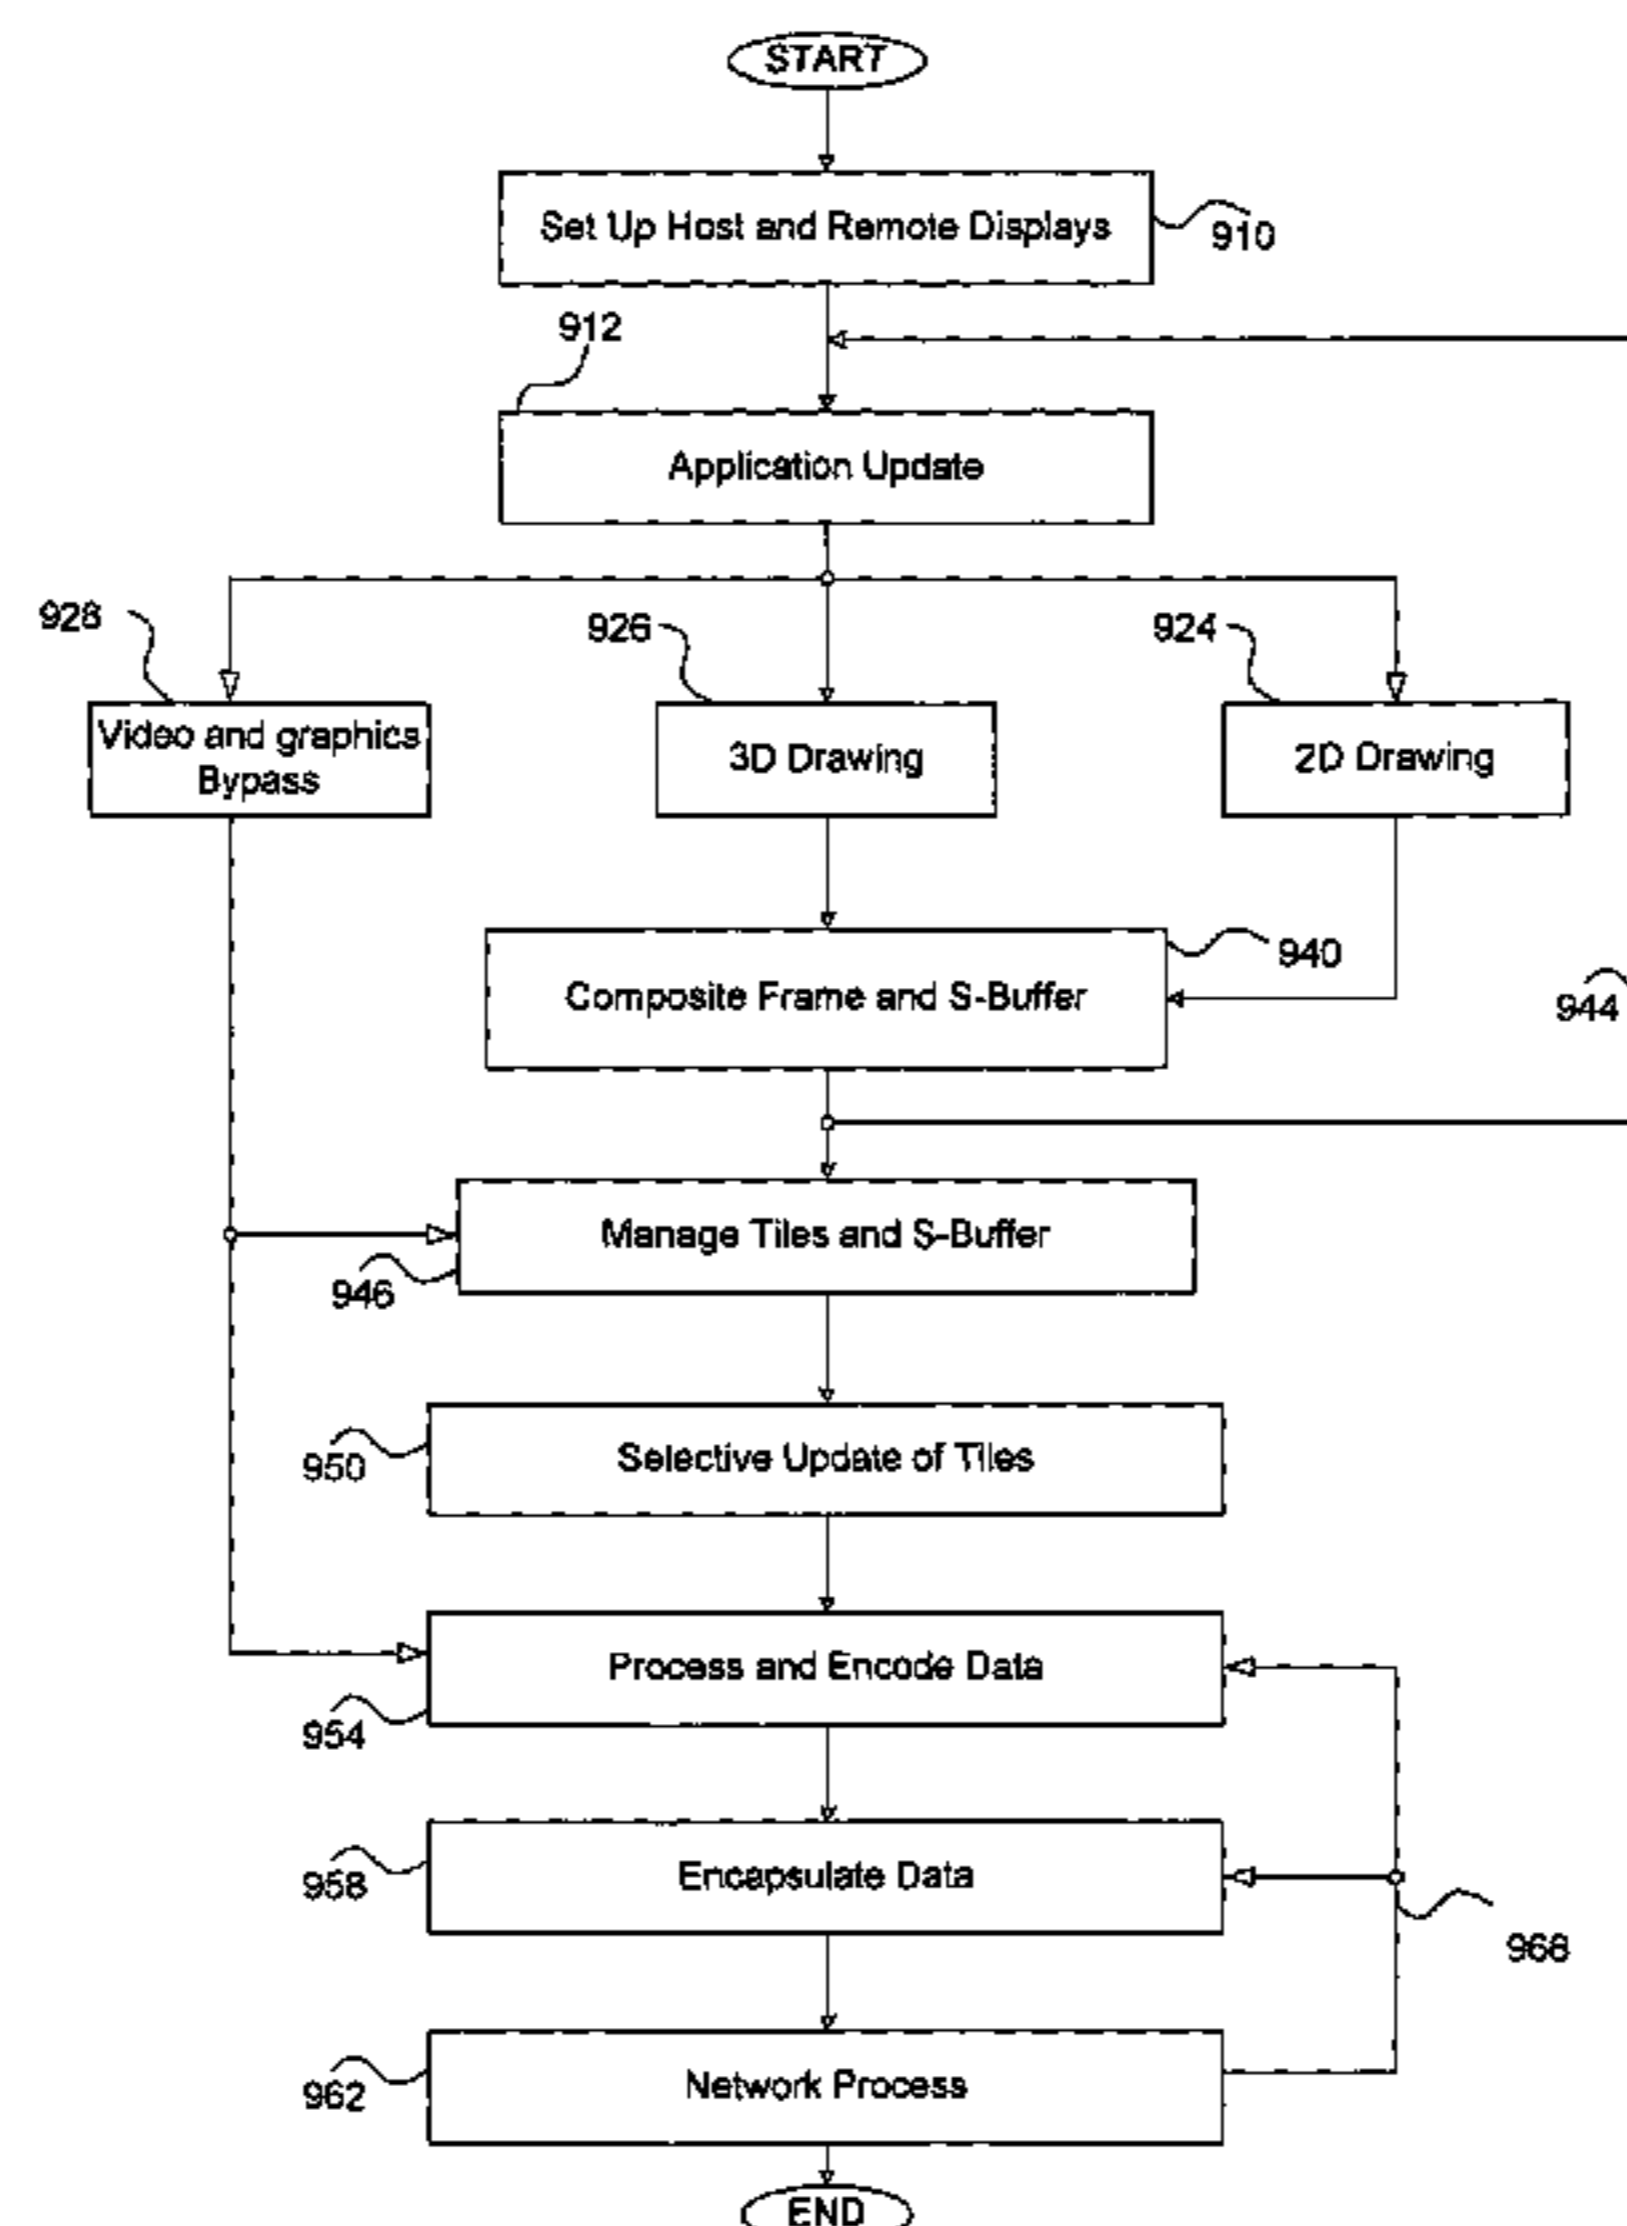 START
Set Up Host and Remote Displays
910
912
Application Update
928
926
924
Video and graphics
Bypass
3D Drawing
2D Drawing
940
Composite Frame and S-Buffer
944
Manage Tiles and S-Buffer
946
Selective Update of Tiles
950
Process and Encode Data
954
Encapsulate Data
958
968
Network Process
962
END